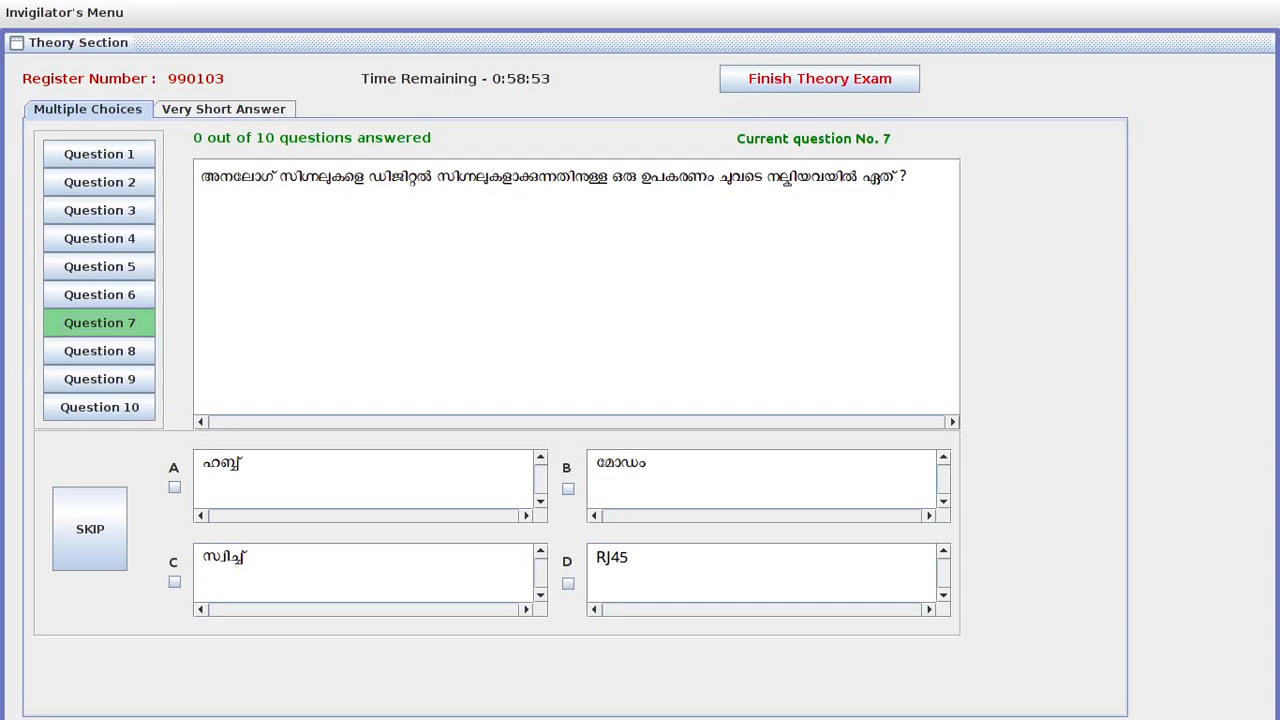 Invigilator's Menu
Theory Section
Register Number : 990103
Time Remaining - 0:58:53
Finish Theory Exam
Multiple Choices
Very Short Answer
0 out of 10 questions answered
Current question No. 7
Question 1
Question 2
Question 3
Question 4
Question 5
Question 6
Question 7
Question 8
Question 9
Question 10
അനലോഗ് സിഗ്നലുകളെ ഡിജിറ്റൽ സിഗ്നലുകളാക്കുന്നതിനുള്ള ഒരു ഉപകരണം ചുവടെ നല്കിയവയിൽ ഏത് ?
SKIP
A ഹബ്ബ്
B മോഡം
C സ്വിച്ച്
D RJ45